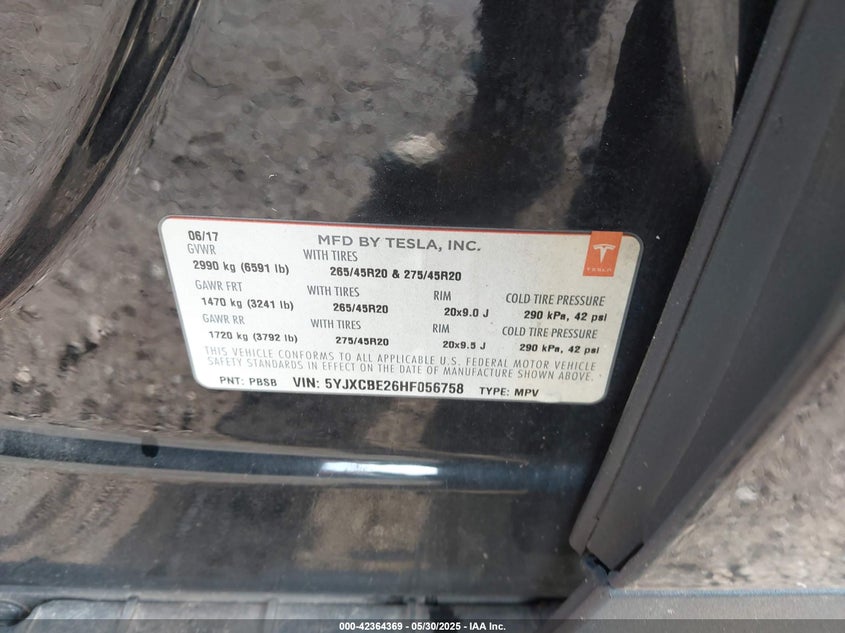 06/17 MFD BY TESLA, INC.
GVWR WITH TIRES
2990 kg (6591 lb) 265/45R20 & 275/45R20
GAWR FRT WITH TIRES RIM COLD TIRE PRESSURE
1470 kg (3241 lb) 265/45R20 20x9.0 J 290 kPa, 42 psi
GAWR RR WITH TIRES RIM COLD TIRE PRESSURE
1720 kg (3792 lb) 275/45R20 20x9.5 J 290 kPa, 42 psi
THIS VEHICLE CONFORMS TO ALL APPLICABLE U.S. FEDERAL MOTOR VEHICLE
SAFETY STANDARDS IN EFFECT ON THE DATE OF MANUFACTURE SHOWN ABOVE.
PNT: PBSB VIN: 5YJXCBE26HF056758 TYPE: MPV
TESLA
000-42364369 - 05/30/2025 - IAA Inc.